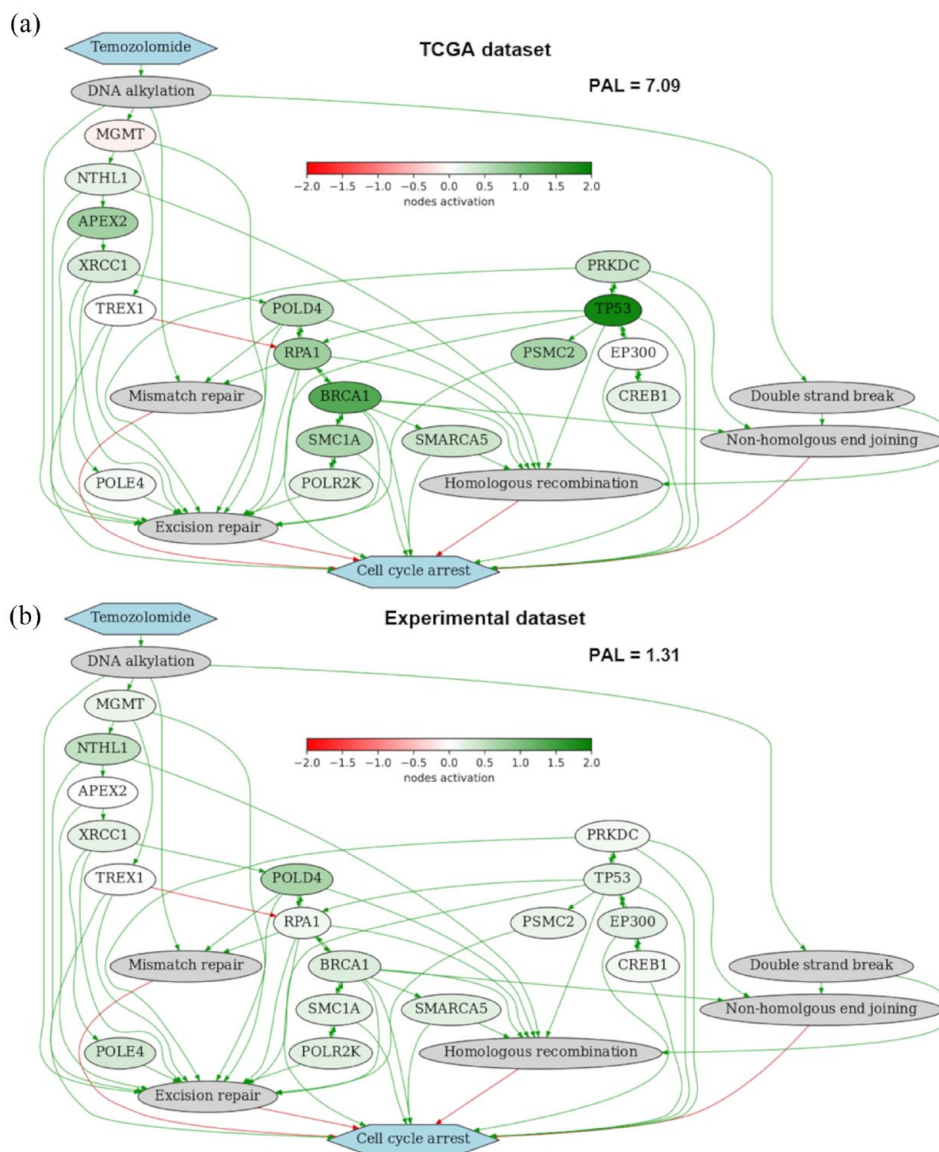 (a)
Temozolomide
TCGA dataset
DNA alkylation
PAL = 7.09
MGMT
NTHL1
−2.0 −1.5 −1.0 −0.5 0.0 0.5 1.0 1.5 2.0
nodes activation
APEX2
XRCC1
PRKDC
TREX1
POLD4
TP53
RPA1
PSMC2
EP300
Mismatch repair
BRCA1
CREB1
Double strand break
SMC1A
SMARCA5
Non-homolgous end joining
POLE4
POLR2K
Homologous recombination
Excision repair
Cell cycle arrest
(b)
Temozolomide
Experimental dataset
DNA alkylation
PAL = 1.31
MGMT
NTHL1
−2.0 −1.5 −1.0 −0.5 0.0 0.5 1.0 1.5 2.0
nodes activation
APEX2
XRCC1
PRKDC
TREX1
POLD4
TP53
RPA1
PSMC2
EP300
Mismatch repair
BRCA1
CREB1
Double strand break
SMC1A
SMARCA5
Non-homolgous end joining
POLE4
POLR2K
Homologous recombination
Excision repair
Cell cycle arrest